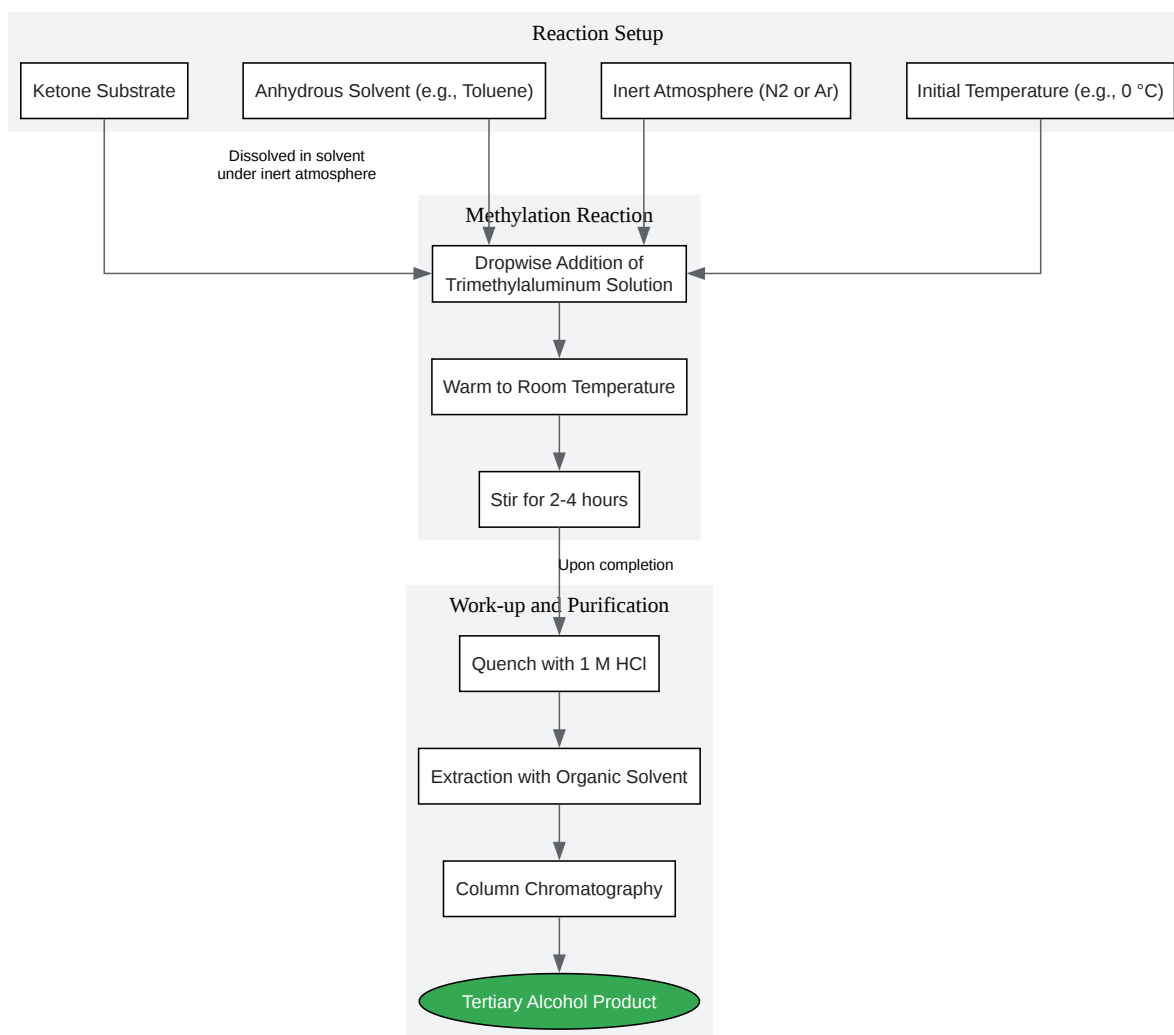 Reaction Setup
Ketone Substrate
Anhydrous Solvent (e.g., Toluene)
Inert Atmosphere (N2 or Ar)
Initial Temperature (e.g., 0 °C)
Dissolved in solvent
under inert atmosphere
Methylation Reaction
Dropwise Addition of
Trimethylaluminum Solution
Warm to Room Temperature
Stir for 2-4 hours
Upon completion
Work-up and Purification
Quench with 1 M HCl
Extraction with Organic Solvent
Column Chromatography
Tertiary Alcohol Product